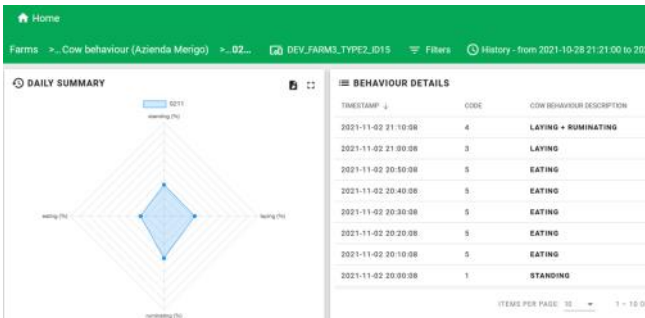 Home
Farms >... Cow behaviour (Azienda Merigo) >...02... DEV_FARM3_TYPE2_ID15 Filters History - from 2021-10-28 21:21:00 to 202
DAILY SUMMARY
0211
standing (%)
eating (%)
laying (%)
ruminating (%)
BEHAVIOUR DETAILS
TIMESTAMP ↓ CODE COW BEHAVIOUR DESCRIPTION
2021-11-02 21:10:08 4 LAYING + RUMINATING
2021-11-02 21:00:08 3 LAYING
2021-11-02 20:50:08 5 EATING
2021-11-02 20:40:08 5 EATING
2021-11-02 20:30:08 5 EATING
2021-11-02 20:20:08 5 EATING
2021-11-02 20:10:08 5 EATING
2021-11-02 20:00:08 1 STANDING
ITEMS PER PAGE: 10 1 – 10 O